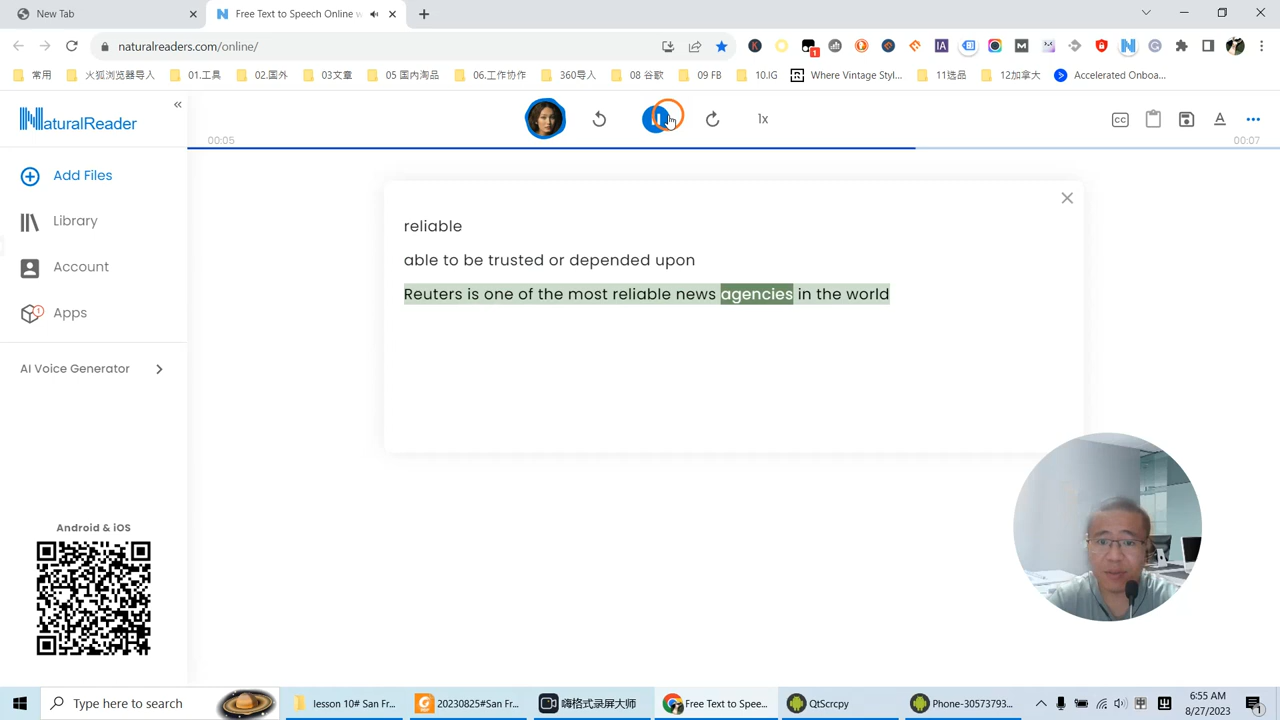 New Tab
Free Text to Speech Online w
naturalreaders.com/online/
1
常用
火狐浏览器导入
01.工具
02.国外
03文章
05 国内淘品
06.工作协作
360导入
08 谷歌
09 FB
10.IG
Where Vintage Styl...
11选品
12加拿大
Accelerated Onboa...
NaturalReader
00:05
1x
CC
00:07
Add Files
Library
Account
Apps
AI Voice Generator
reliable
able to be trusted or depended upon
Reuters is one of the most reliable news agencies in the world
Android & iOS
Type here to search
lesson 10# San Fr...
20230825#San Fr...
嗨格式录屏大师
Free Text to Spee...
QtScrcpy
Phone-30573793...
6:55 AM
8/27/2023
1